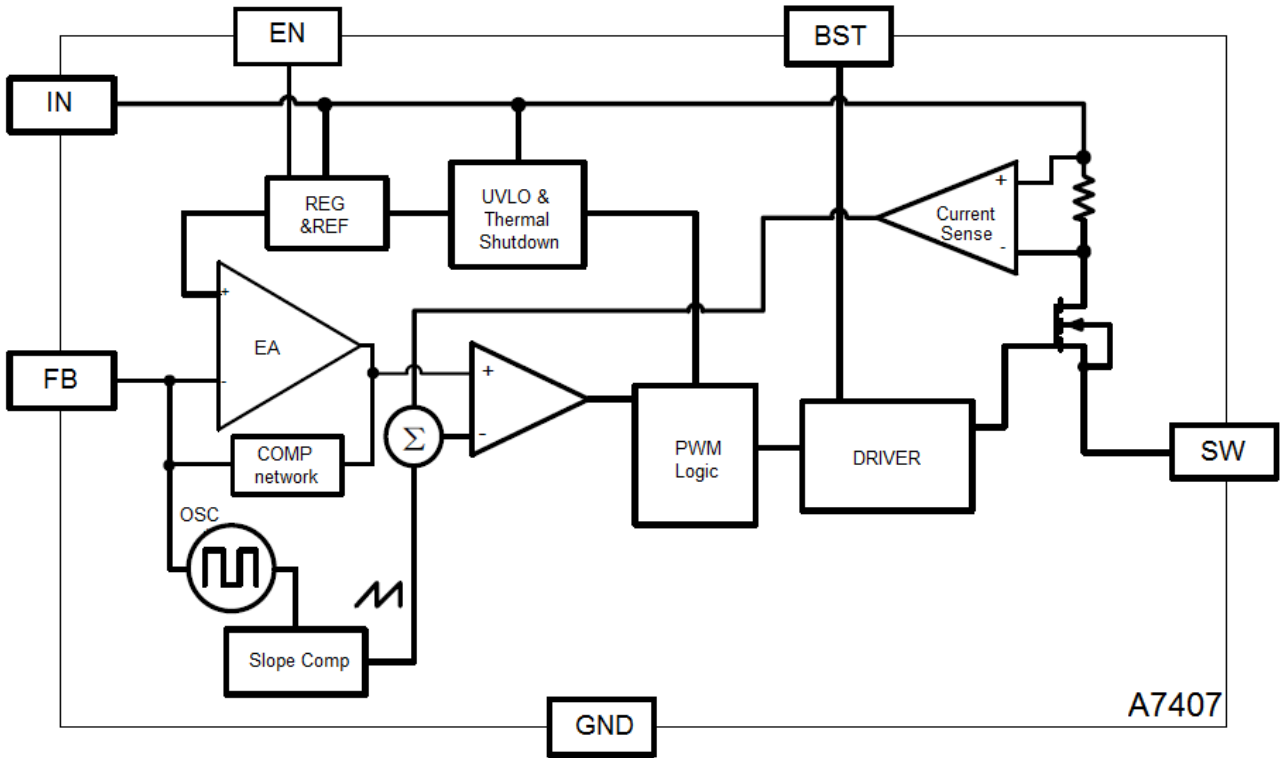 EN
BST
IN
REG
&REF
UVLO &
Thermal
Shutdown
+
Current
Sense
-
+
EA
-
FB
+
-
Σ
COMP
network
PWM
Logic
DRIVER
SW
OSC
Slope Comp
GND
A7407